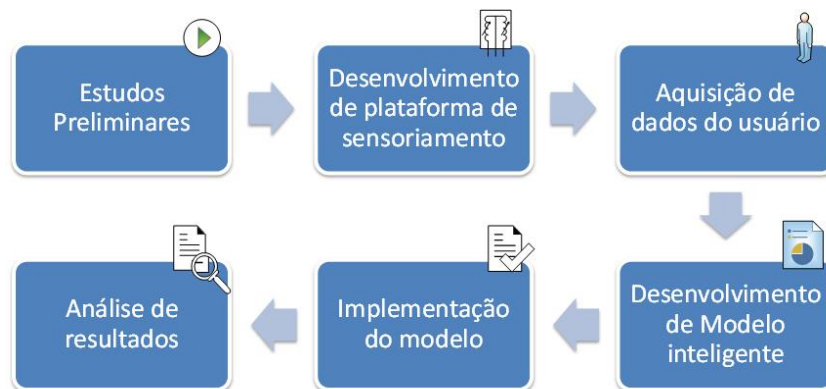 Estudos
Preliminares
Desenvolvimento
de plataforma de
sensoriamento
Aquisição de
dados do usuário
Desenvolvimento
de Modelo
inteligente
Implementação
do modelo
Análise de
resultados